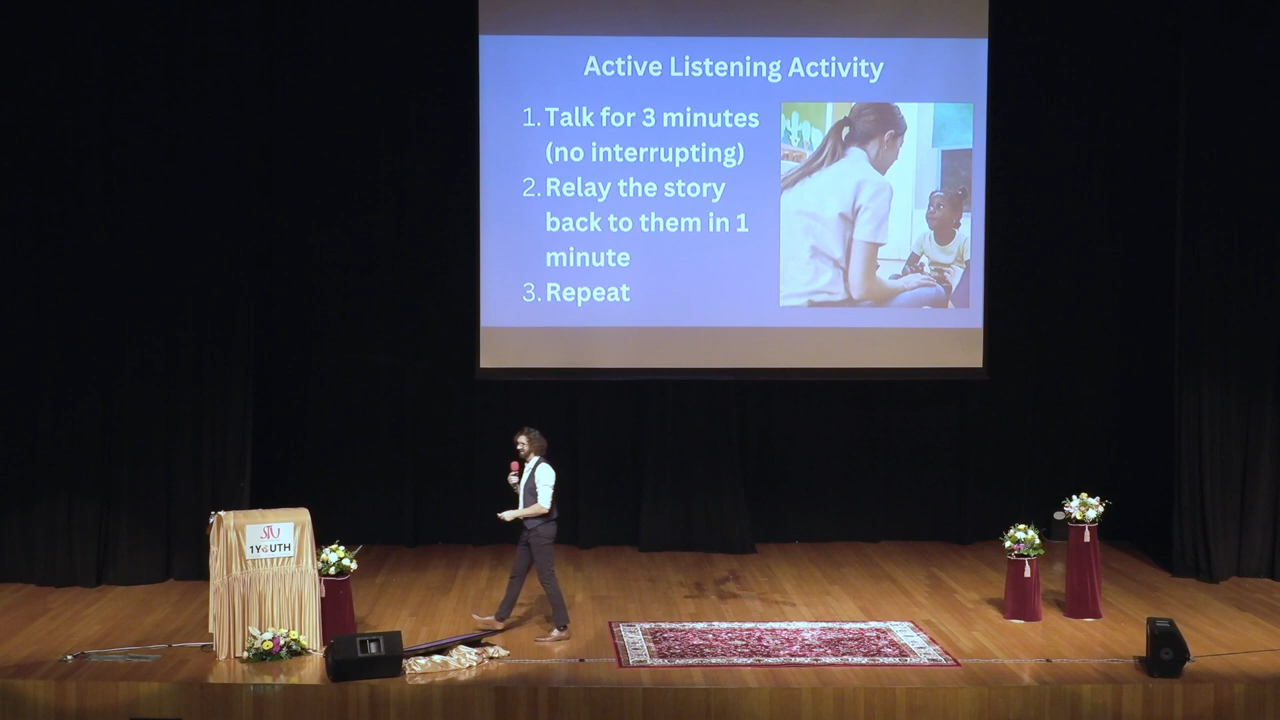 Active Listening Activity
1. Talk for 3 minutes
(no interrupting)
2. Relay the story
back to them in 1
minute
3. Repeat
STU
1YOUTH